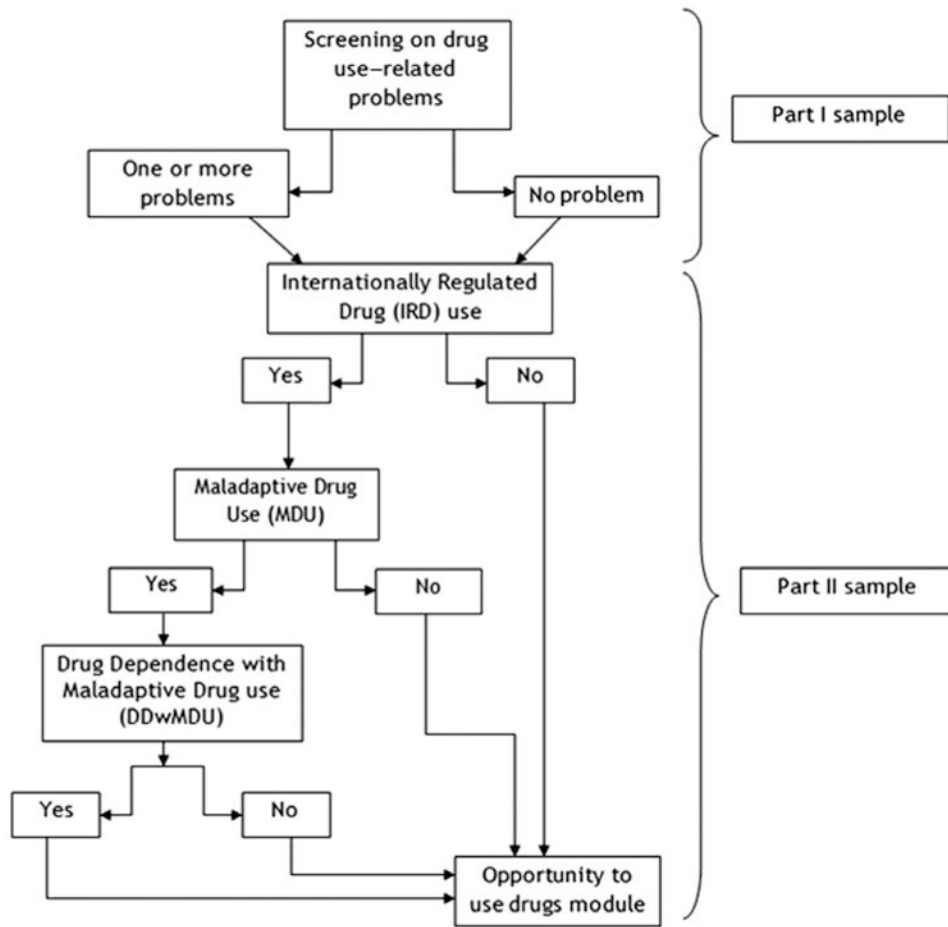 Screening on drug
use–related
problems
Part I sample
One or more
problems
No problem
Internationally Regulated
Drug (IRD) use
Yes
No
Maladaptive Drug
Use (MDU)
Yes
No
Part II sample
Drug Dependence with
Maladaptive Drug use
(DDwMDU)
Yes
No
Opportunity to
use drugs module